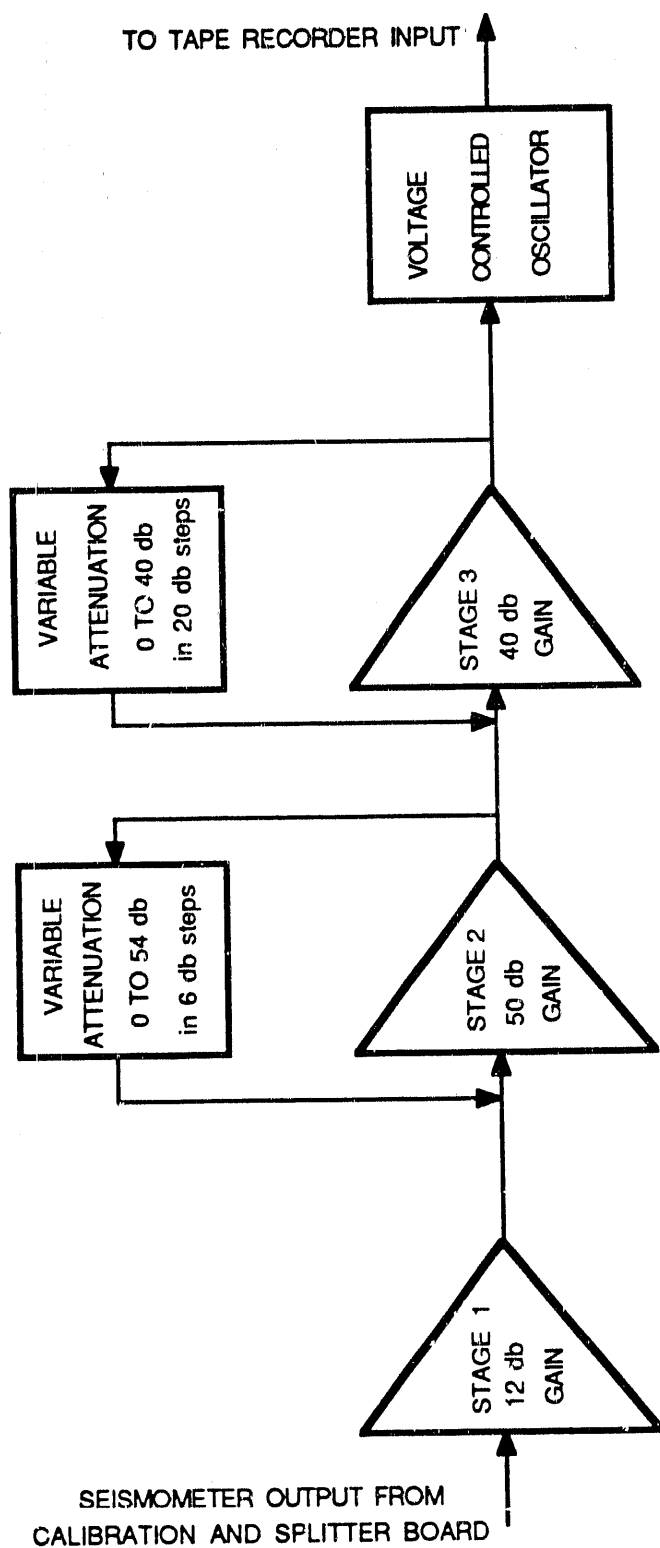 SEISMOMETER OUTPUT FROM
CALIBRATION AND SPLITTER BOARD
STAGE 1
12 db
GAIN
VARIABLE
ATTENUATION
0 TO 54 db
in 6 db steps
STAGE 2
50 db
GAIN
VARIABLE
ATTENUATION
0 TO 40 db
in 20 db steps
STAGE 3
40 db
GAIN
VOLTAGE
CONTROLLED
OSCILLATOR
TO TAPE RECORDER INPUT